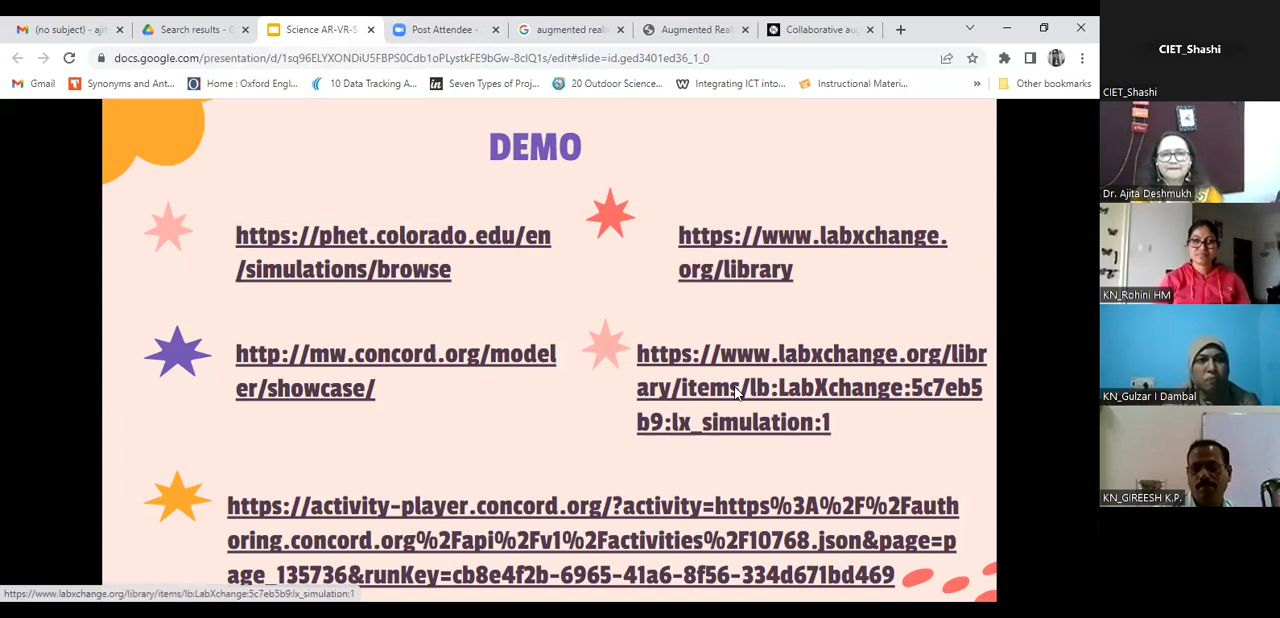 (no subject) - ajit
Search results - G
Science AR-VR-S
Post Attendee -
augmented reali
Augmented Real
Collaborative au
docs.google.com/presentation/d/1sq96ELYXONDiU5FBPS0Cdb1oPLystkFE9bGw-8clQ1s/edit#slide=id.ged3401ed36_1_0
Gmail
Synonyms and Ant...
Home : Oxford Engl...
10 Data Tracking A...
Seven Types of Proj...
20 Outdoor Science...
Integrating ICT into...
Instructional Materi...
»
Other bookmarks
DEMO
https://phet.colorado.edu/en
/simulations/browse
https://www.labxchange.
org/library
http://mw.concord.org/model
er/showcase/
https://www.labxchange.org/libr
ary/items/lb:LabXchange:5c7eb5
b9:lx_simulation:1
https://activity-player.concord.org/?activity=https%3A%2F%2Fauth
oring.concord.org%2Fapi%2Fv1%2Factivities%2F10768.json&page=p
age_135736&runKey=cb8e4f2b-6965-41a6-8f56-334d671bd469
https://www.labxchange.org/library/items/lb:LabXchange:5c7eb5b9:lx_simulation:1
CIET_Shashi
CIET_Shashi
Dr. Ajita Deshmukh
KN_Rohini HM
KN_Gulzar I Dambal
KN_GIREESH K.P.